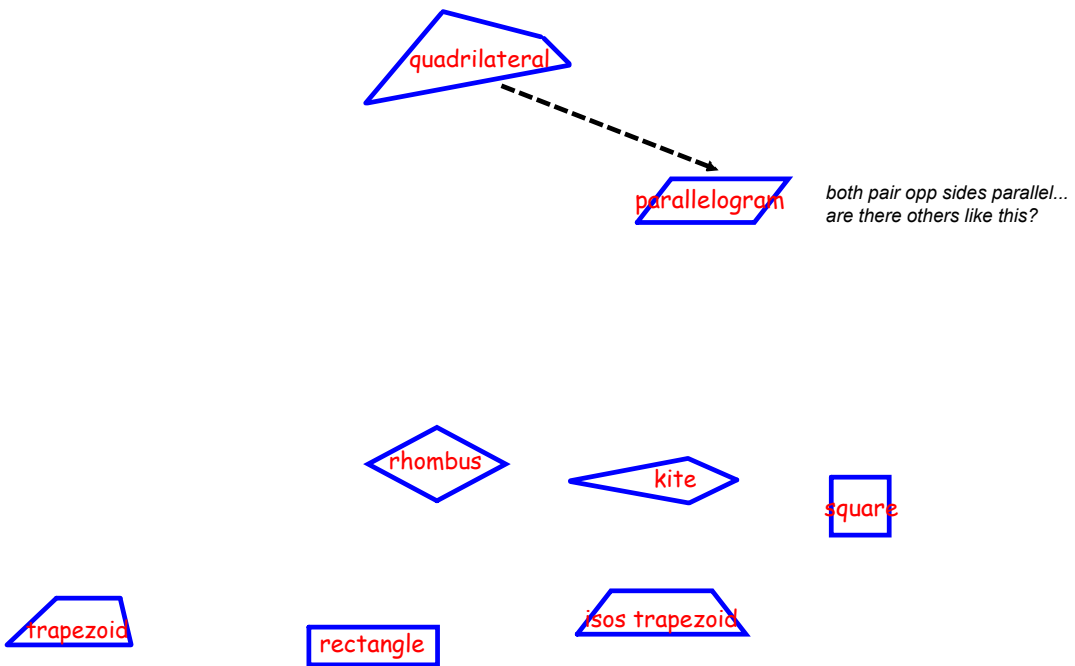 quadrilateral
parallelogram
both pair opp sides parallel...
are there others like this?
rhombus
kite
square
trapezoid
rectangle
isos trapezoid